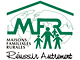 MFR
MAISONS
FAMILIALES
RURALES
Réussir Autrement